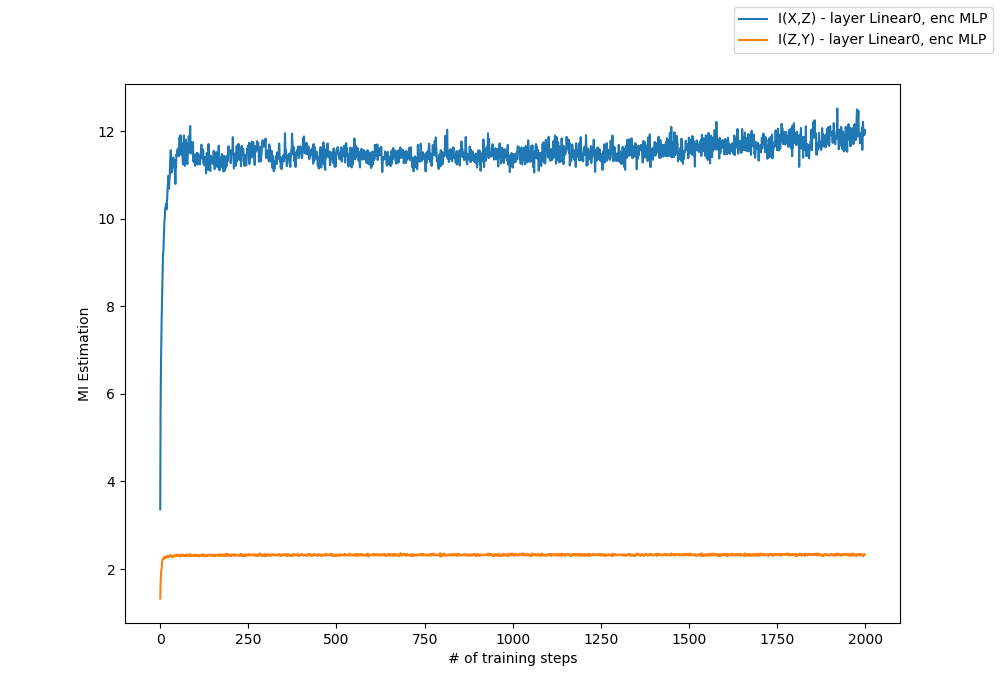 I(X,Z) - layer Linear0, enc MLP
I(Z,Y) - layer Linear0, enc MLP
12
10
8
6
4
2
MI Estimation
0 250 500 750 1000 1250 1500 1750 2000
# of training steps